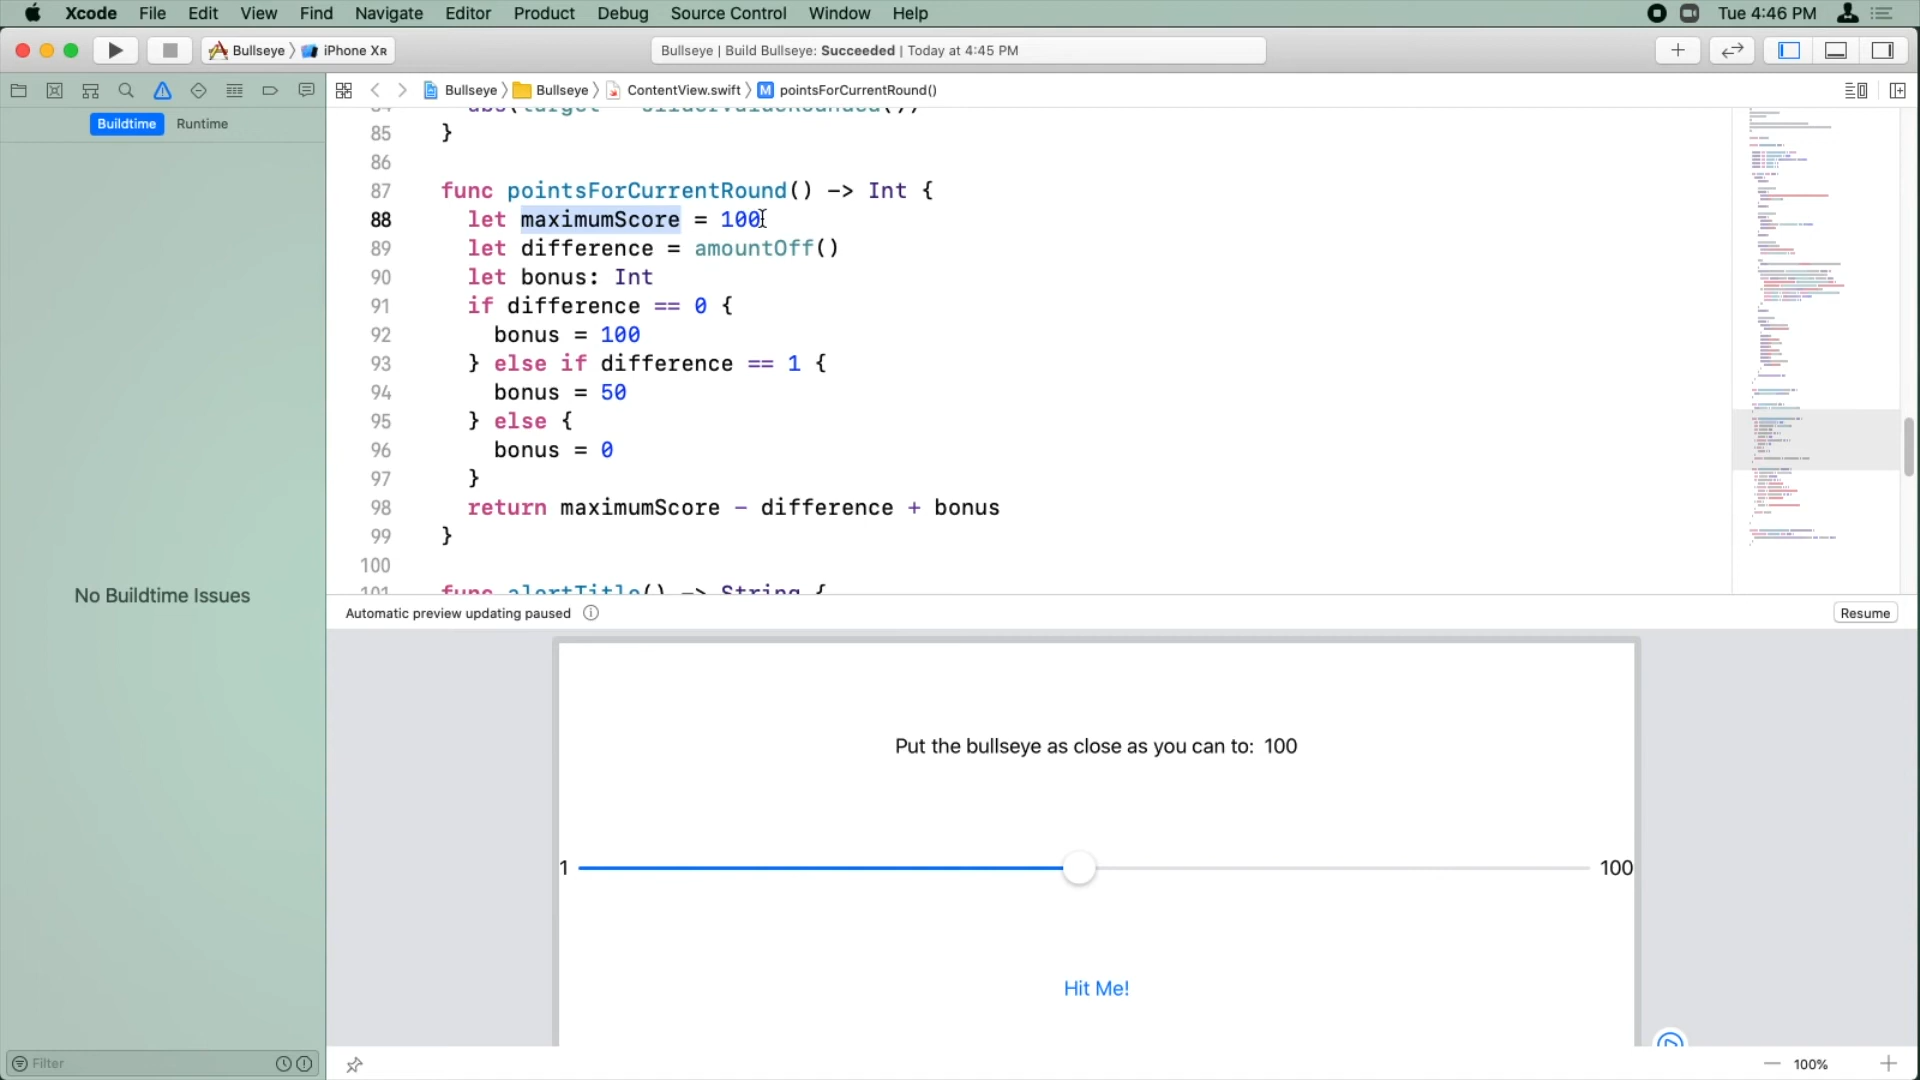 Xcode File Edit View Find Navigate Editor Product Debug Source Control Window Help Tue 4:46 PM
Bullseye iPhone XR Bullseye | Build Bullseye: Succeeded | Today at 4:45 PM
Bullseye Bullseye ContentView.swift M pointsForCurrentRound()
Buildtime Runtime
85 }
86
87 func pointsForCurrentRound() -> Int {
88 let maximumScore = 100
89 let difference = amountOff()
90 let bonus: Int
91 if difference == 0 {
92 bonus = 100
93 } else if difference == 1 {
94 bonus = 50
95 } else {
96 bonus = 0
97 }
98 return maximumScore - difference + bonus
99 }
100
101 func alertTitle() -> String {
No Buildtime Issues
Automatic preview updating paused Resume
Put the bullseye as close as you can to: 100
1 100
Hit Me!
Filter 100%